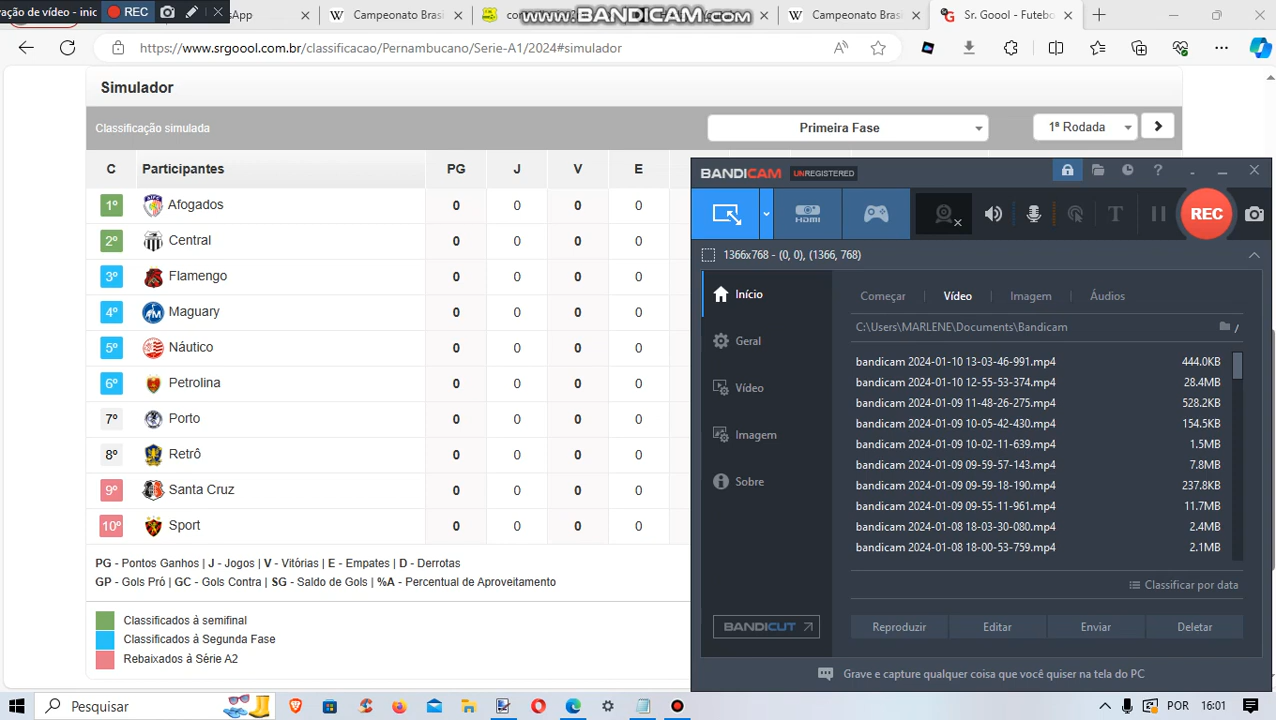 ação de vídeo - inic
REC
App
Campeonato Bras
con
www.BANDICAM.com
Campeonato Bras
Sr. Goool - Futebo
https://www.srgoool.com.br/classificacao/Pernambucano/Serie-A1/2024#simulador
Simulador
Classificação simulada
Primeira Fase
1ª Rodada
C Participantes PG J V E
1º Afogados 0 0 0 0
2º Central 0 0 0 0
3º Flamengo 0 0 0 0
4º Maguary 0 0 0 0
5º Náutico 0 0 0 0
6º Petrolina 0 0 0 0
7º Porto 0 0 0 0
8º Retrô 0 0 0 0
9º Santa Cruz 0 0 0 0
10º Sport 0 0 0 0
PG - Pontos Ganhos | J - Jogos | V - Vitórias | E - Empates | D - Derrotas
GP - Gols Pró | GC - Gols Contra | SG - Saldo de Gols | %A - Percentual de Aproveitamento
Classificados à semifinal
Classificados à Segunda Fase
Rebaixados à Série A2
BANDICAM UNREGISTERED
HDMI
T
REC
1366x768 - (0, 0), (1366, 768)
Início
Geral
Vídeo
Imagem
Sobre
BANDICUT
Começar Vídeo Imagem Áudios
C:\Users\MARLENE\Documents\Bandicam
bandicam 2024-01-10 13-03-46-991.mp4 444.0KB
bandicam 2024-01-10 12-55-53-374.mp4 28.4MB
bandicam 2024-01-09 11-48-26-275.mp4 528.2KB
bandicam 2024-01-09 10-05-42-430.mp4 154.5KB
bandicam 2024-01-09 10-02-11-639.mp4 1.5MB
bandicam 2024-01-09 09-59-57-143.mp4 7.8MB
bandicam 2024-01-09 09-59-18-190.mp4 237.8KB
bandicam 2024-01-09 09-55-11-961.mp4 11.7MB
bandicam 2024-01-08 18-03-30-080.mp4 2.4MB
bandicam 2024-01-08 18-00-53-759.mp4 2.1MB
Classificar por data
Reproduzir Editar Enviar Deletar
Grave e capture qualquer coisa que você quiser na tela do PC
Pesquisar
POR 16:01